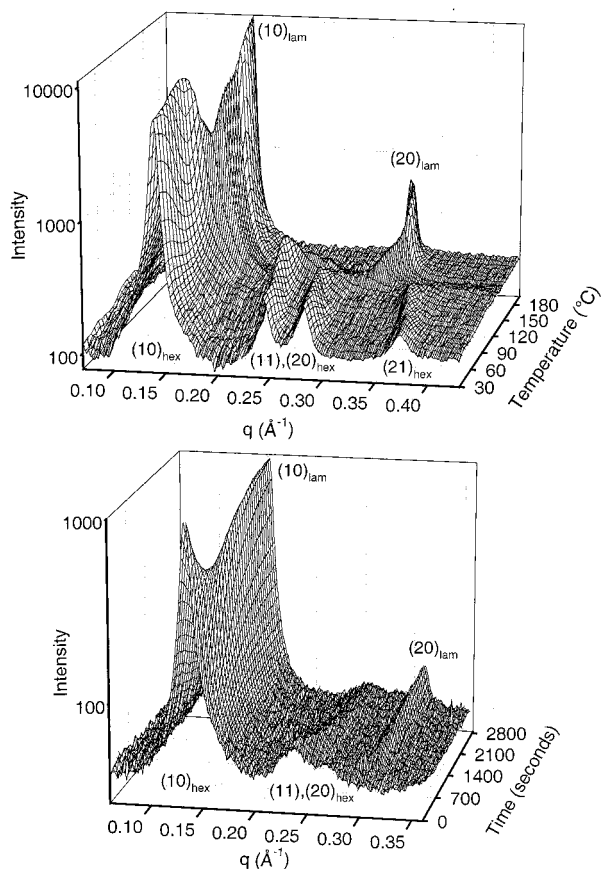 (10)lam
10000
(20)lam
Intensity
1000
180
150
120
90
60
30
Temperature (°C)
100
(10)hex
(11),(20)hex
(21)hex
0.10 0.15 0.20 0.25 0.30 0.35 0.40
q (Å-1)
(10)lam
1000
(20)lam
Intensity
100
2800
2100
1400
700
0
Time (seconds)
(10)hex
(11),(20)hex
0.10 0.15 0.20 0.25 0.30 0.35
q (Å-1)